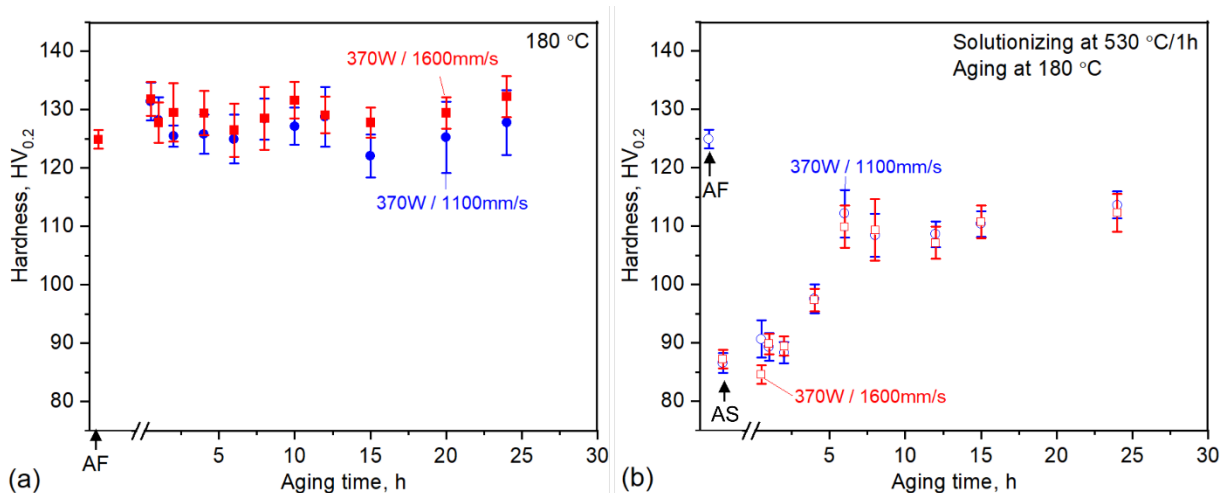 150
140
130
120
110
100
90
80
Hardness, HV0.2
180 °C
370W / 1600mm/s
370W / 1100mm/s
AF
5 10 15 20 25 30
Aging time, h
(a)
150
140
130
120
110
100
90
80
Hardness, HV0.2
Solutionizing at 530 °C/1h
Aging at 180 °C
AF
370W / 1100mm/s
370W / 1600mm/s
AS
5 10 15 20 25 30
Aging time, h
(b)